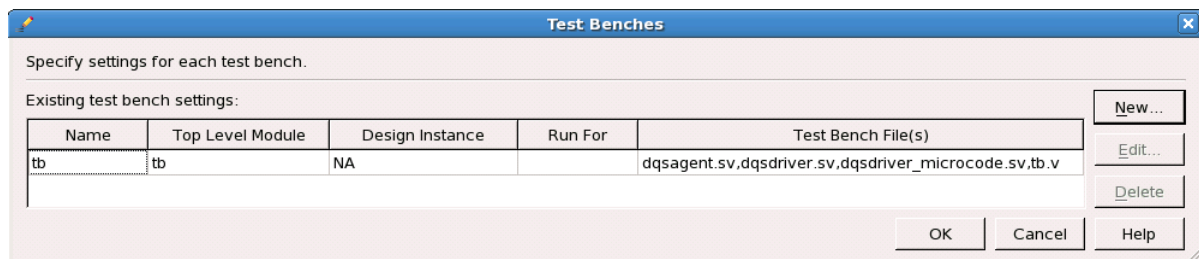 Test Benches
Specify settings for each test bench.
Existing test bench settings:
New...
Name Top Level Module Design Instance Run For Test Bench File(s)
Edit...
tb tb NA dqsagent.sv,dqsdriver.sv,dqsdriver_microcode.sv,tb.v
Delete
OK Cancel Help